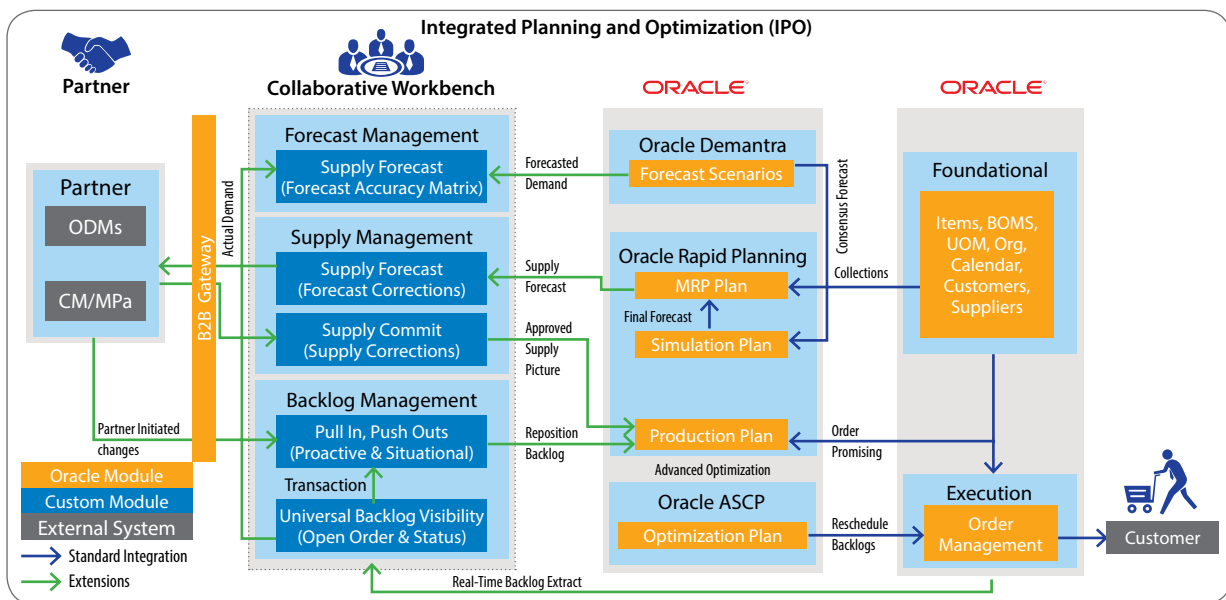 Integrated Planning and Optimization (IPO)
Partner
Collaborative Workbench
ORACLE
ORACLE
Partner
ODMs
CM/MPa
B2B Gateway
Partner Initiated
changes
Actual Demand
Forecast Management
Supply Forecast
(Forecast Accuracy Matrix)
Supply Management
Supply Forecast
(Forecast Corrections)
Supply Commit
(Supply Corrections)
Backlog Management
Pull In, Push Outs
(Proactive & Situational)
Transaction
Universal Backlog Visibility
(Open Order & Status)
Forecasted
Demand
Supply
Forecast
Approved
Supply
Picture
Reposition
Backlog
Oracle Demantra
Forecast Scenarios
Consensus Forecast
Oracle Rapid Planning
MRP Plan
Final Forecast
Simulation Plan
Production Plan
Advanced Optimization
Oracle ASCP
Optimization Plan
Collections
Order
Promising
Reschedule
Backlogs
Foundational
Items, BOMS,
UOM, Org,
Calendar,
Customers,
Suppliers
Execution
Order
Management
Customer
Real-Time Backlog Extract
Oracle Module
Custom Module
External System
Standard Integration
Extensions